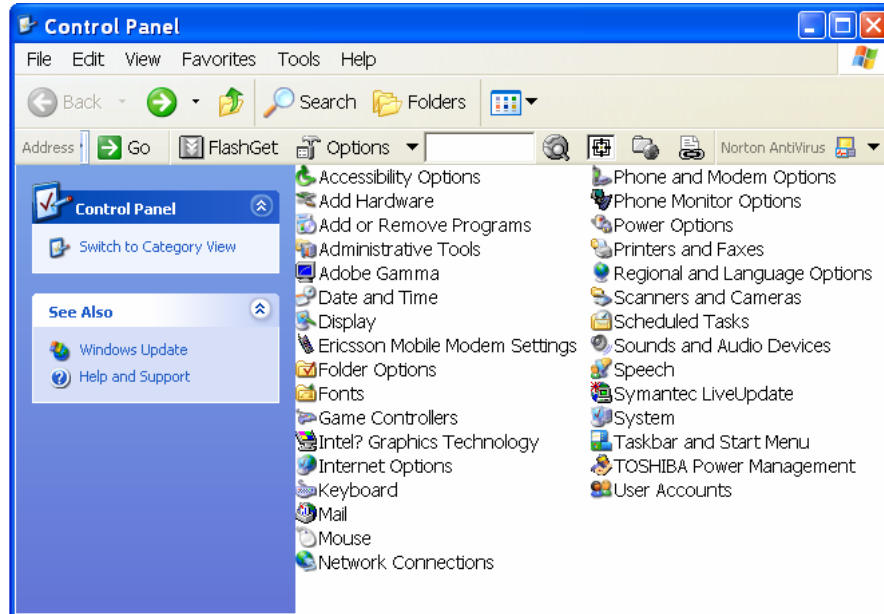 Control Panel
File Edit View Favorites Tools Help
Back Search Folders
Address Go FlashGet Options Norton AntiVirus
Control Panel
Switch to Category View
See Also
Windows Update
Help and Support
Accessibility Options
Add Hardware
Add or Remove Programs
Administrative Tools
Adobe Gamma
Date and Time
Display
Ericsson Mobile Modem Settings
Folder Options
Fonts
Game Controllers
Intel? Graphics Technology
Internet Options
Keyboard
Mail
Mouse
Network Connections
Phone and Modem Options
Phone Monitor Options
Power Options
Printers and Faxes
Regional and Language Options
Scanners and Cameras
Scheduled Tasks
Sounds and Audio Devices
Speech
Symantec LiveUpdate
System
Taskbar and Start Menu
TOSHIBA Power Management
User Accounts